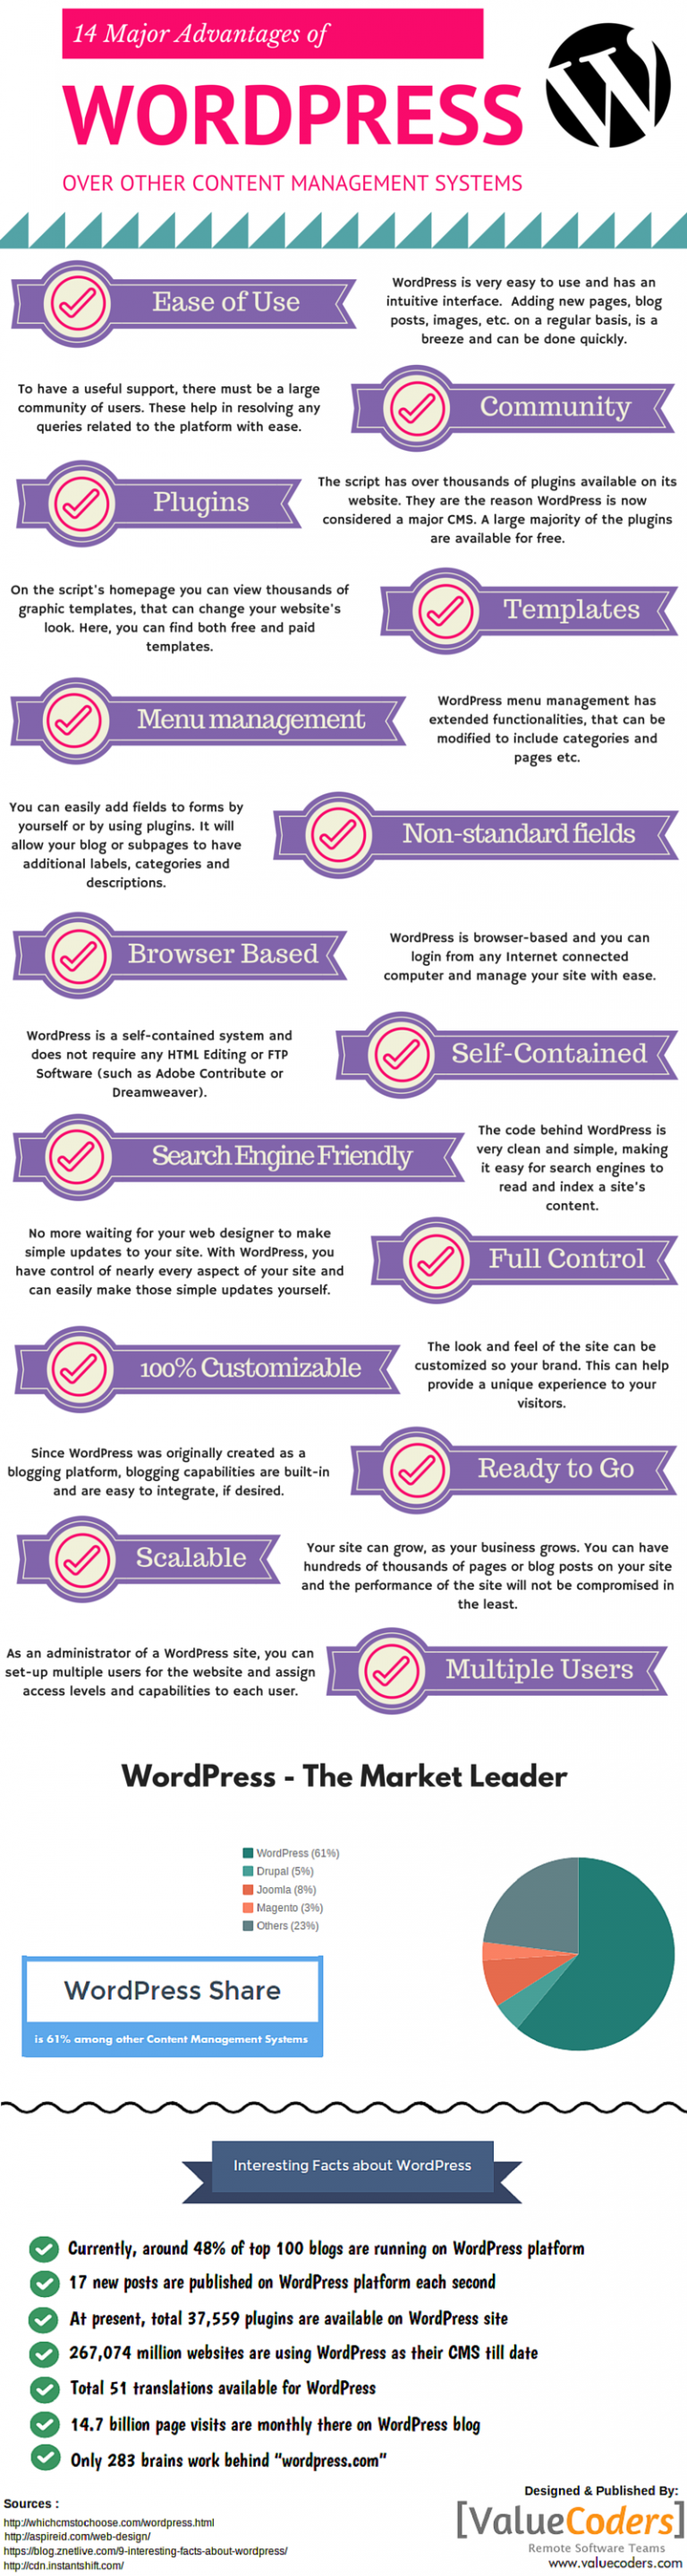 14 Major Advantages of
WORDPRESS
OVER OTHER CONTENT MANAGEMENT SYSTEMS
Ease of Use
WordPress is very easy to use and has an
intuitive interface. Adding new pages, blog
posts, images, etc. on a regular basis, is a
breeze and can be done quickly.
To have a useful support, there must be a large
community of users. These help in resolving any
queries related to the platform with ease.
Community
Plugins
The script has over thousands of plugins available on its
website. They are the reason WordPress is now
considered a major CMS. A large majority of the plugins
are available for free.
On the script's homepage you can view thousands of
graphic templates, that can change your website's
look. Here, you can find both free and paid
templates.
Templates
Menu management
WordPress menu management has
extended functionalities, that can be
modified to include categories and
pages etc.
You can easily add fields to forms by
yourself or by using plugins. It will
allow your blog or subpages to have
additional labels, categories and
descriptions.
Non-standard fields
Browser Based
WordPress is browser-based and you can
login from any Internet connected
computer and manage your site with ease.
WordPress is a self-contained system and
does not require any HTML Editing or FTP
Software (such as Adobe Contribute or
Dreamweaver).
Self-Contained
Search Engine Friendly
The code behind WordPress is
very clean and simple, making
it easy for search engines to
read and index a site's
content.
No more waiting for your web designer to make
simple updates to your site. With WordPress, you
have control of nearly every aspect of your site and
can easily make those simple updates yourself.
Full Control
100% Customizable
The look and feel of the site can be
customized so your brand. This can help
provide a unique experience to your
visitors.
Since WordPress was originally created as a
blogging platform, blogging capabilities are built-in
and are easy to integrate, if desired.
Ready to Go
Scalable
Your site can grow, as your business grows. You can have
hundreds of thousands of pages or blog posts on your site
and the performance of the site will not be compromised in
the least.
As an administrator of a WordPress site, you can
set-up multiple users for the website and assign
access levels and capabilities to each user.
Multiple Users
WordPress - The Market Leader
WordPress (61%)
Drupal (5%)
Joomla (8%)
Magento (3%)
Others (23%)
WordPress Share
is 61% among other Content Management Systems
Interesting Facts about WordPress
Currently, around 48% of top 100 blogs are running on WordPress platform
17 new posts are published on WordPress platform each second
At present, total 37,559 plugins are available on WordPress site
267,074 million websites are using WordPress as their CMS till date
Total 51 translations available for WordPress
14.7 billion page visits are monthly there on WordPress blog
Only 283 brains work behind "wordpress.com"
Sources :
http://whichcmstochoose.com/wordpress.html
http://aspireid.com/web-design/
https://blog.znetlive.com/9-interesting-facts-about-wordpress/
http://cdn.instantshift.com/
Designed & Published By:
[ValueCoders]
Remote Software Teams
www.valuecoders.com